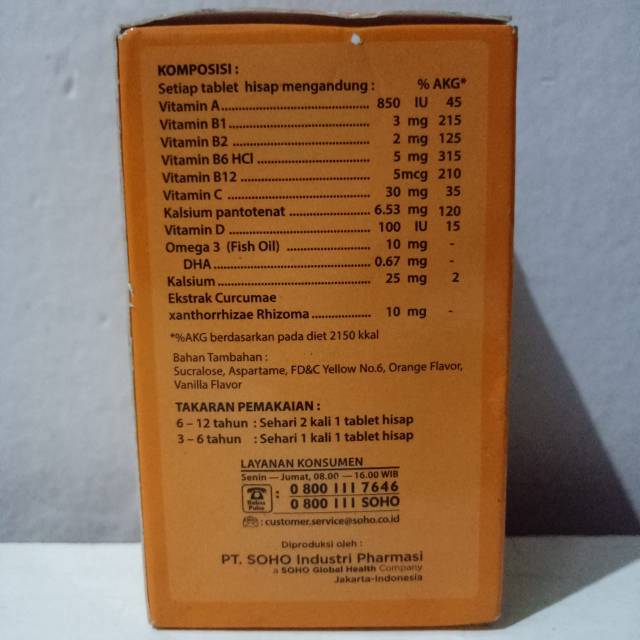 KOMPOSISI :
Setiap tablet hisap mengandung : % AKG*
Vitamin A 850 IU 45
Vitamin B1 3 mg 215
Vitamin B2 2 mg 125
Vitamin B6 HCl 5 mg 315
Vitamin B12 5mcg 210
Vitamin C 30 mg 35
Kalsium pantotenat 6.53 mg 120
Vitamin D 100 IU 15
Omega 3 (Fish Oil) 10 mg -
DHA 0.67 mg -
Kalsium 25 mg 2
Ekstrak Curcumae
xanthorrhizae Rhizoma 10 mg -
*%AKG berdasarkan pada diet 2150 kkal
Bahan Tambahan :
Sucralose, Aspartame, FD&C Yellow No.6, Orange Flavor,
Vanilla Flavor
TAKARAN PEMAKAIAN :
6 – 12 tahun : Sehari 2 kali 1 tablet hisap
3 – 6 tahun : Sehari 1 kali 1 tablet hisap
LAYANAN KONSUMEN
Senin — Jumat, 08.00 — 16.00 WIB
Bebas Pulsa : 0 800 111 7646
0 800 111 SOHO
: customer.service@soho.co.id
Diproduksi oleh :
PT. SOHO Industri Pharmasi
a SOHO Global Health Company
Jakarta-Indonesia